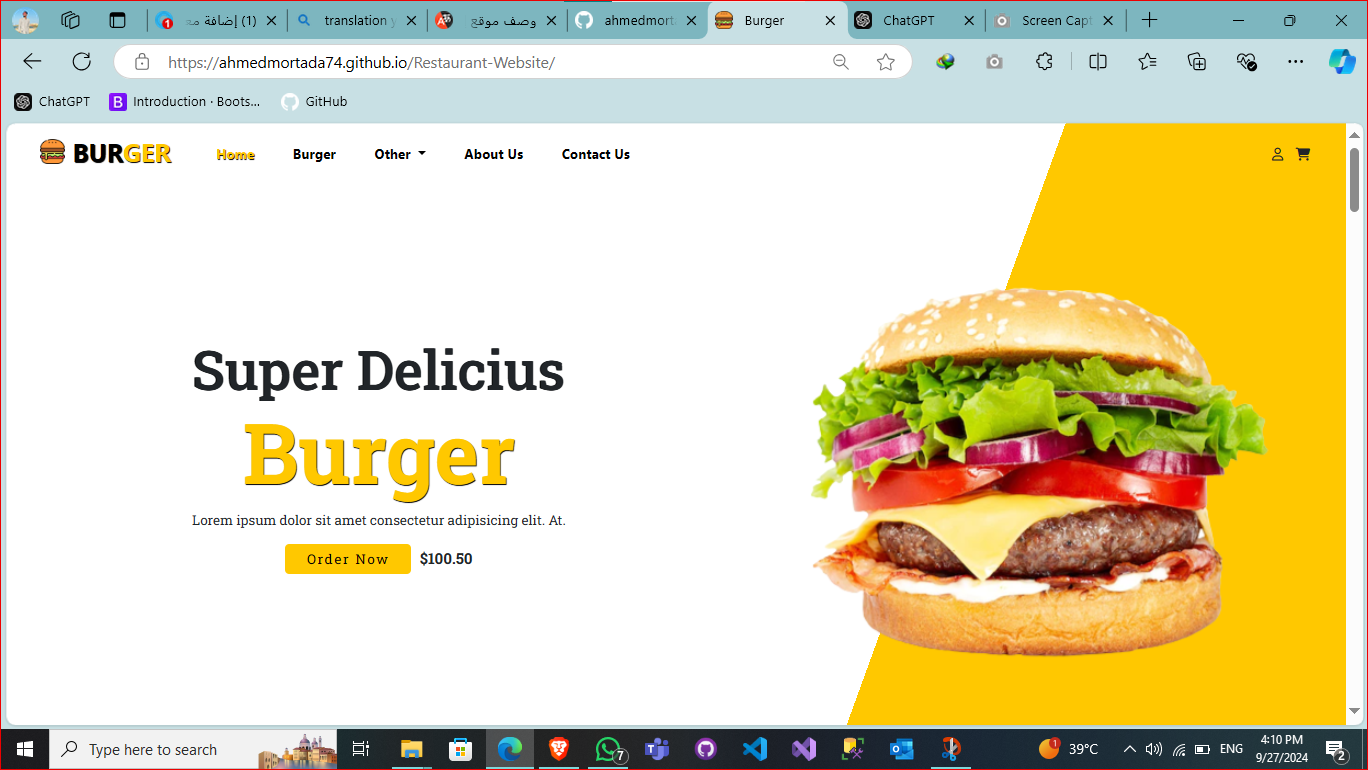 (1) إضافة مع
translation y
وصف موقع
ahmedmorta
Burger
ChatGPT
Screen Capt
https://ahmedmortada74.github.io/Restaurant-Website/
ChatGPT
Introduction · Boots...
GitHub
BURGER
Home
Burger
Other
About Us
Contact Us
Super Delicius
Burger
Lorem ipsum dolor sit amet consectetur adipisicing elit. At.
Order Now
$100.50
Type here to search
7
1
39°C
ENG
4:10 PM
9/27/2024
2